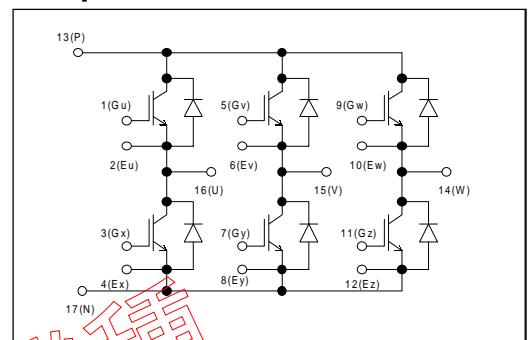 13(P)
1(Gu)
5(Gv)
9(Gw)
2(Eu)
6(Ev)
10(Ew)
16(U)
15(V)
14(W)
3(Gx)
7(Gy)
11(Gz)
4(Ex)
8(Ey)
12(Ez)
17(N)